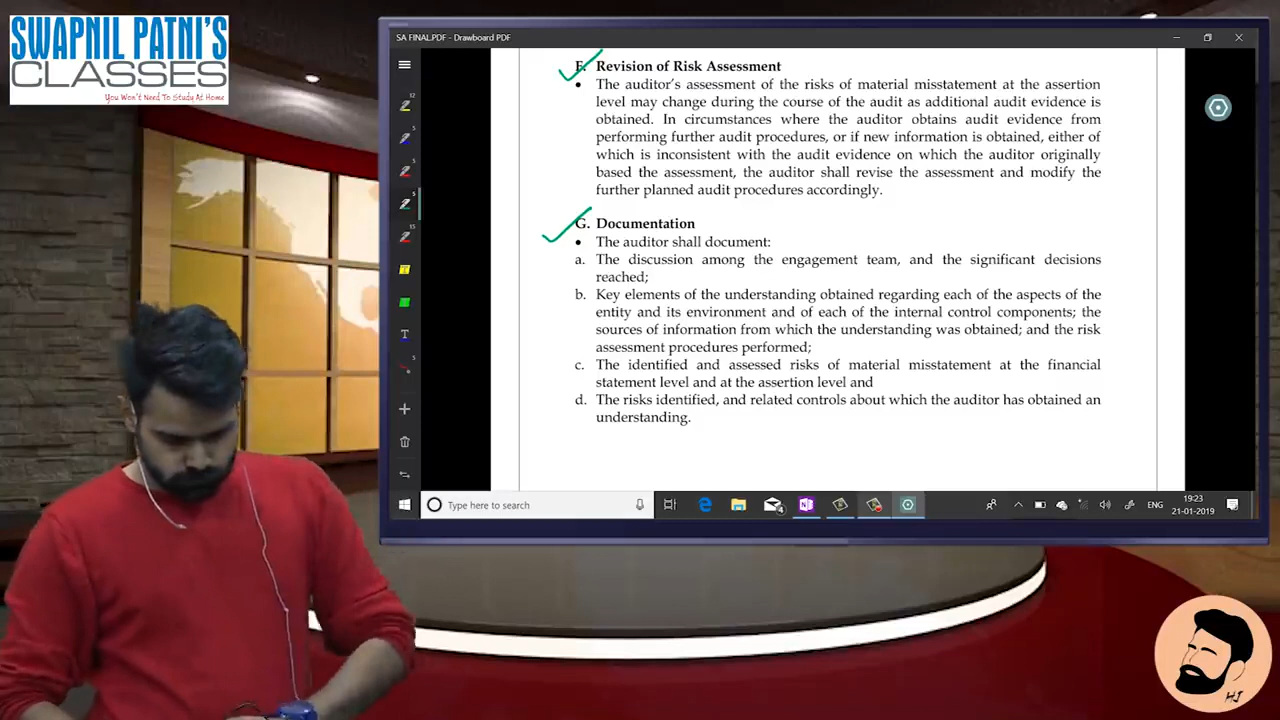 SWAPNIL PATNI'S
CLASSES
You Won't Need To Study At Home
SA FINAL.PDF - Drawboard PDF
F. Revision of Risk Assessment
• The auditor's assessment of the risks of material misstatement at the assertion
level may change during the course of the audit as additional audit evidence is
obtained. In circumstances where the auditor obtains audit evidence from
performing further audit procedures, or if new information is obtained, either of
which is inconsistent with the audit evidence on which the auditor originally
based the assessment, the auditor shall revise the assessment and modify the
further planned audit procedures accordingly.
G. Documentation
• The auditor shall document:
a. The discussion among the engagement team, and the significant decisions
reached;
b. Key elements of the understanding obtained regarding each of the aspects of the
entity and its environment and of each of the internal control components; the
sources of information from which the understanding was obtained; and the risk
assessment procedures performed;
c. The identified and assessed risks of material misstatement at the financial
statement level and at the assertion level and
d. The risks identified, and related controls about which the auditor has obtained an
understanding.
Type here to search
ENG
19:23
21-01-2019
HJ